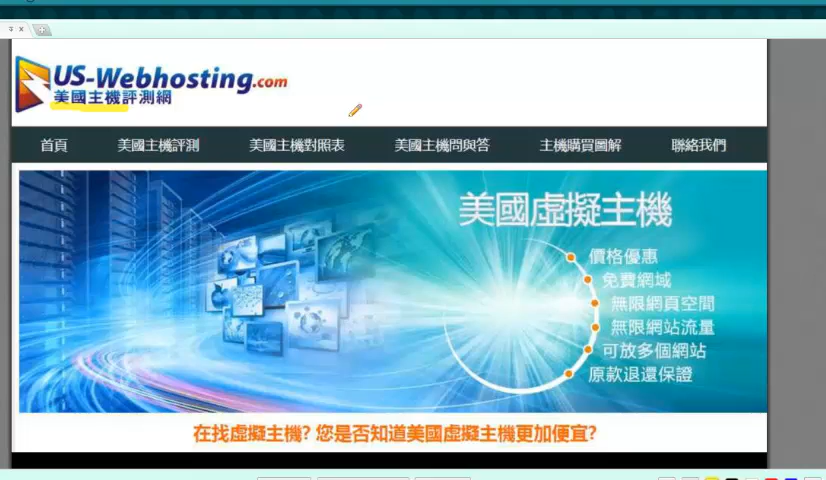 US-Webhosting.com
美國主機評測網
首頁 美國主機評測 美國主機對照表 美國主機問與答 主機購買圖解 聯絡我們
美國虛擬主機
價格優惠
免費網域
無限網頁空間
無限網站流量
可放多個網站
原款退還保證
在找虛擬主機? 您是否知道美國虛擬主機更加便宜?